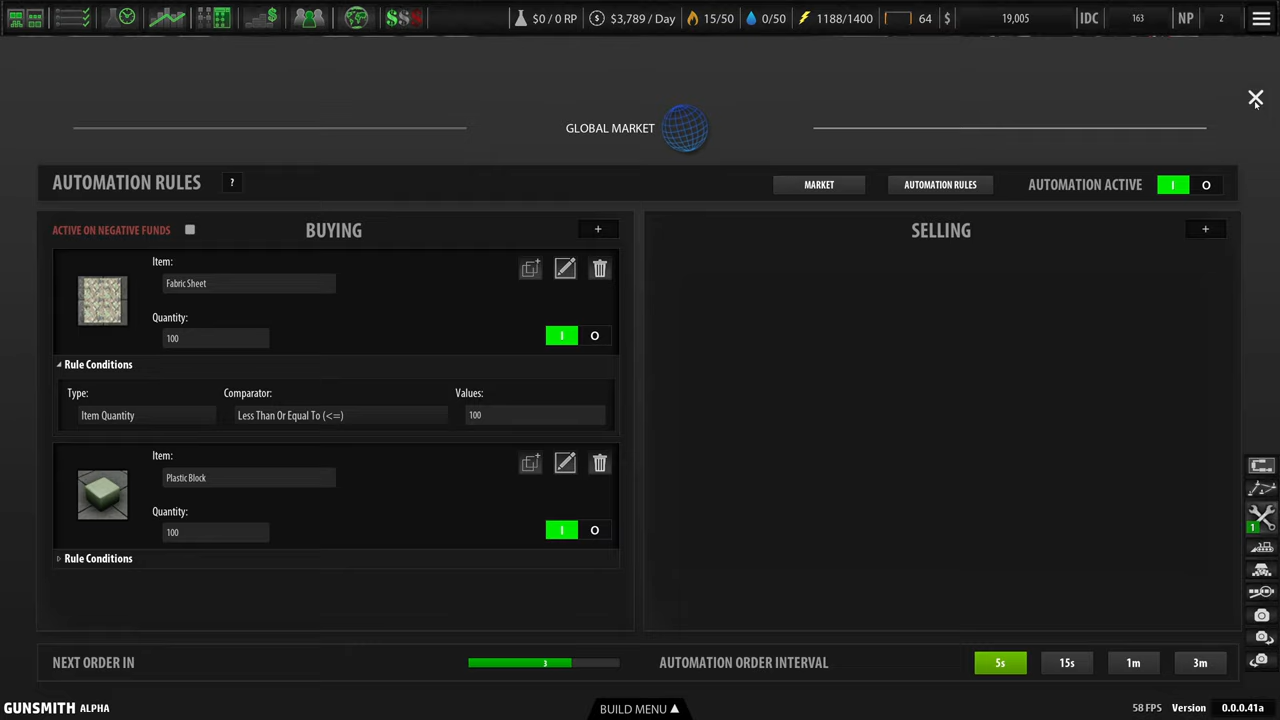 $0 / 0 RP $3,789 / Day 15/50 0/50 1188/1400 64 $ 19,005 IDC 163 NP 2
GLOBAL MARKET
AUTOMATION RULES ? MARKET AUTOMATION RULES AUTOMATION ACTIVE I O
ACTIVE ON NEGATIVE FUNDS BUYING + SELLING +
Item:
Fabric Sheet
Quantity:
100 I O
Rule Conditions
Type: Comparator: Values:
Item Quantity Less Than Or Equal To (<=) 100
Item:
Plastic Block
Quantity:
100 I O
Rule Conditions
1
NEXT ORDER IN 3 AUTOMATION ORDER INTERVAL 5s 15s 1m 3m
GUNSMITH ALPHA BUILD MENU ▲ 58 FPS Version 0.0.0.41a